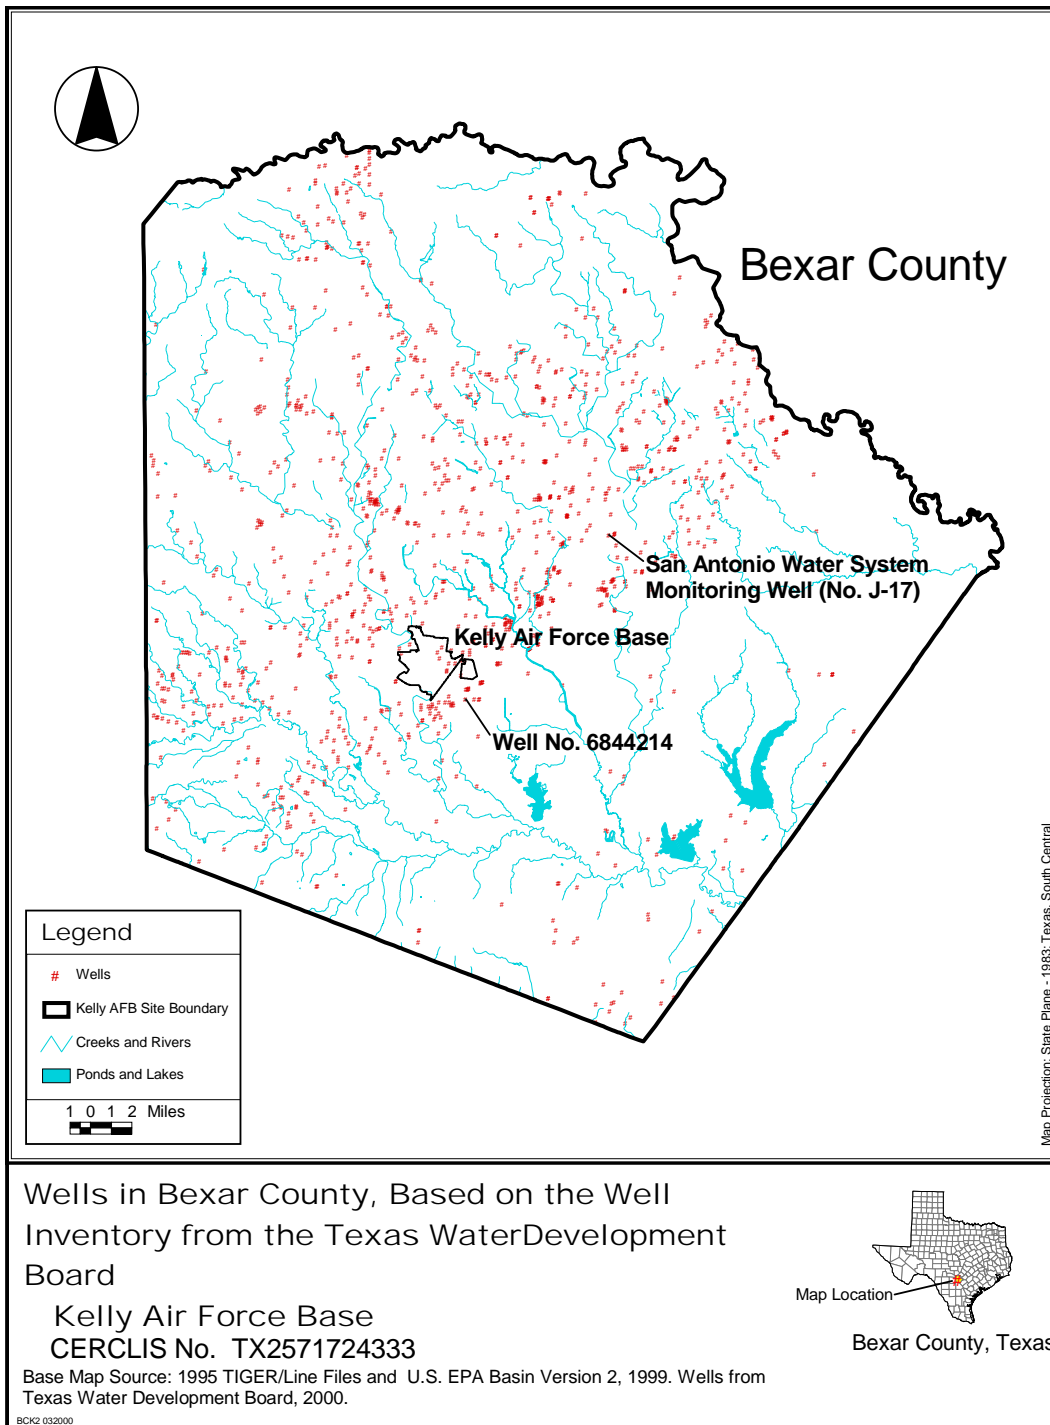 Bexar County
San Antonio Water System
Monitoring Well (No. J-17)
Kelly Air Force Base
Well No. 6844214
Legend
# Wells
Kelly AFB Site Boundary
Creeks and Rivers
Ponds and Lakes
1 0 1 2 Miles
Map Projection: State Plane - 1983: Texas, South Central
Wells in Bexar County, Based on the Well
Inventory from the Texas WaterDevelopment
Board
Kelly Air Force Base
CERCLIS No. TX2571724333
Base Map Source: 1995 TIGER/Line Files and U.S. EPA Basin Version 2, 1999. Wells from
Texas Water Development Board, 2000.
BCK2 032000
Map Location
Bexar County, Texas